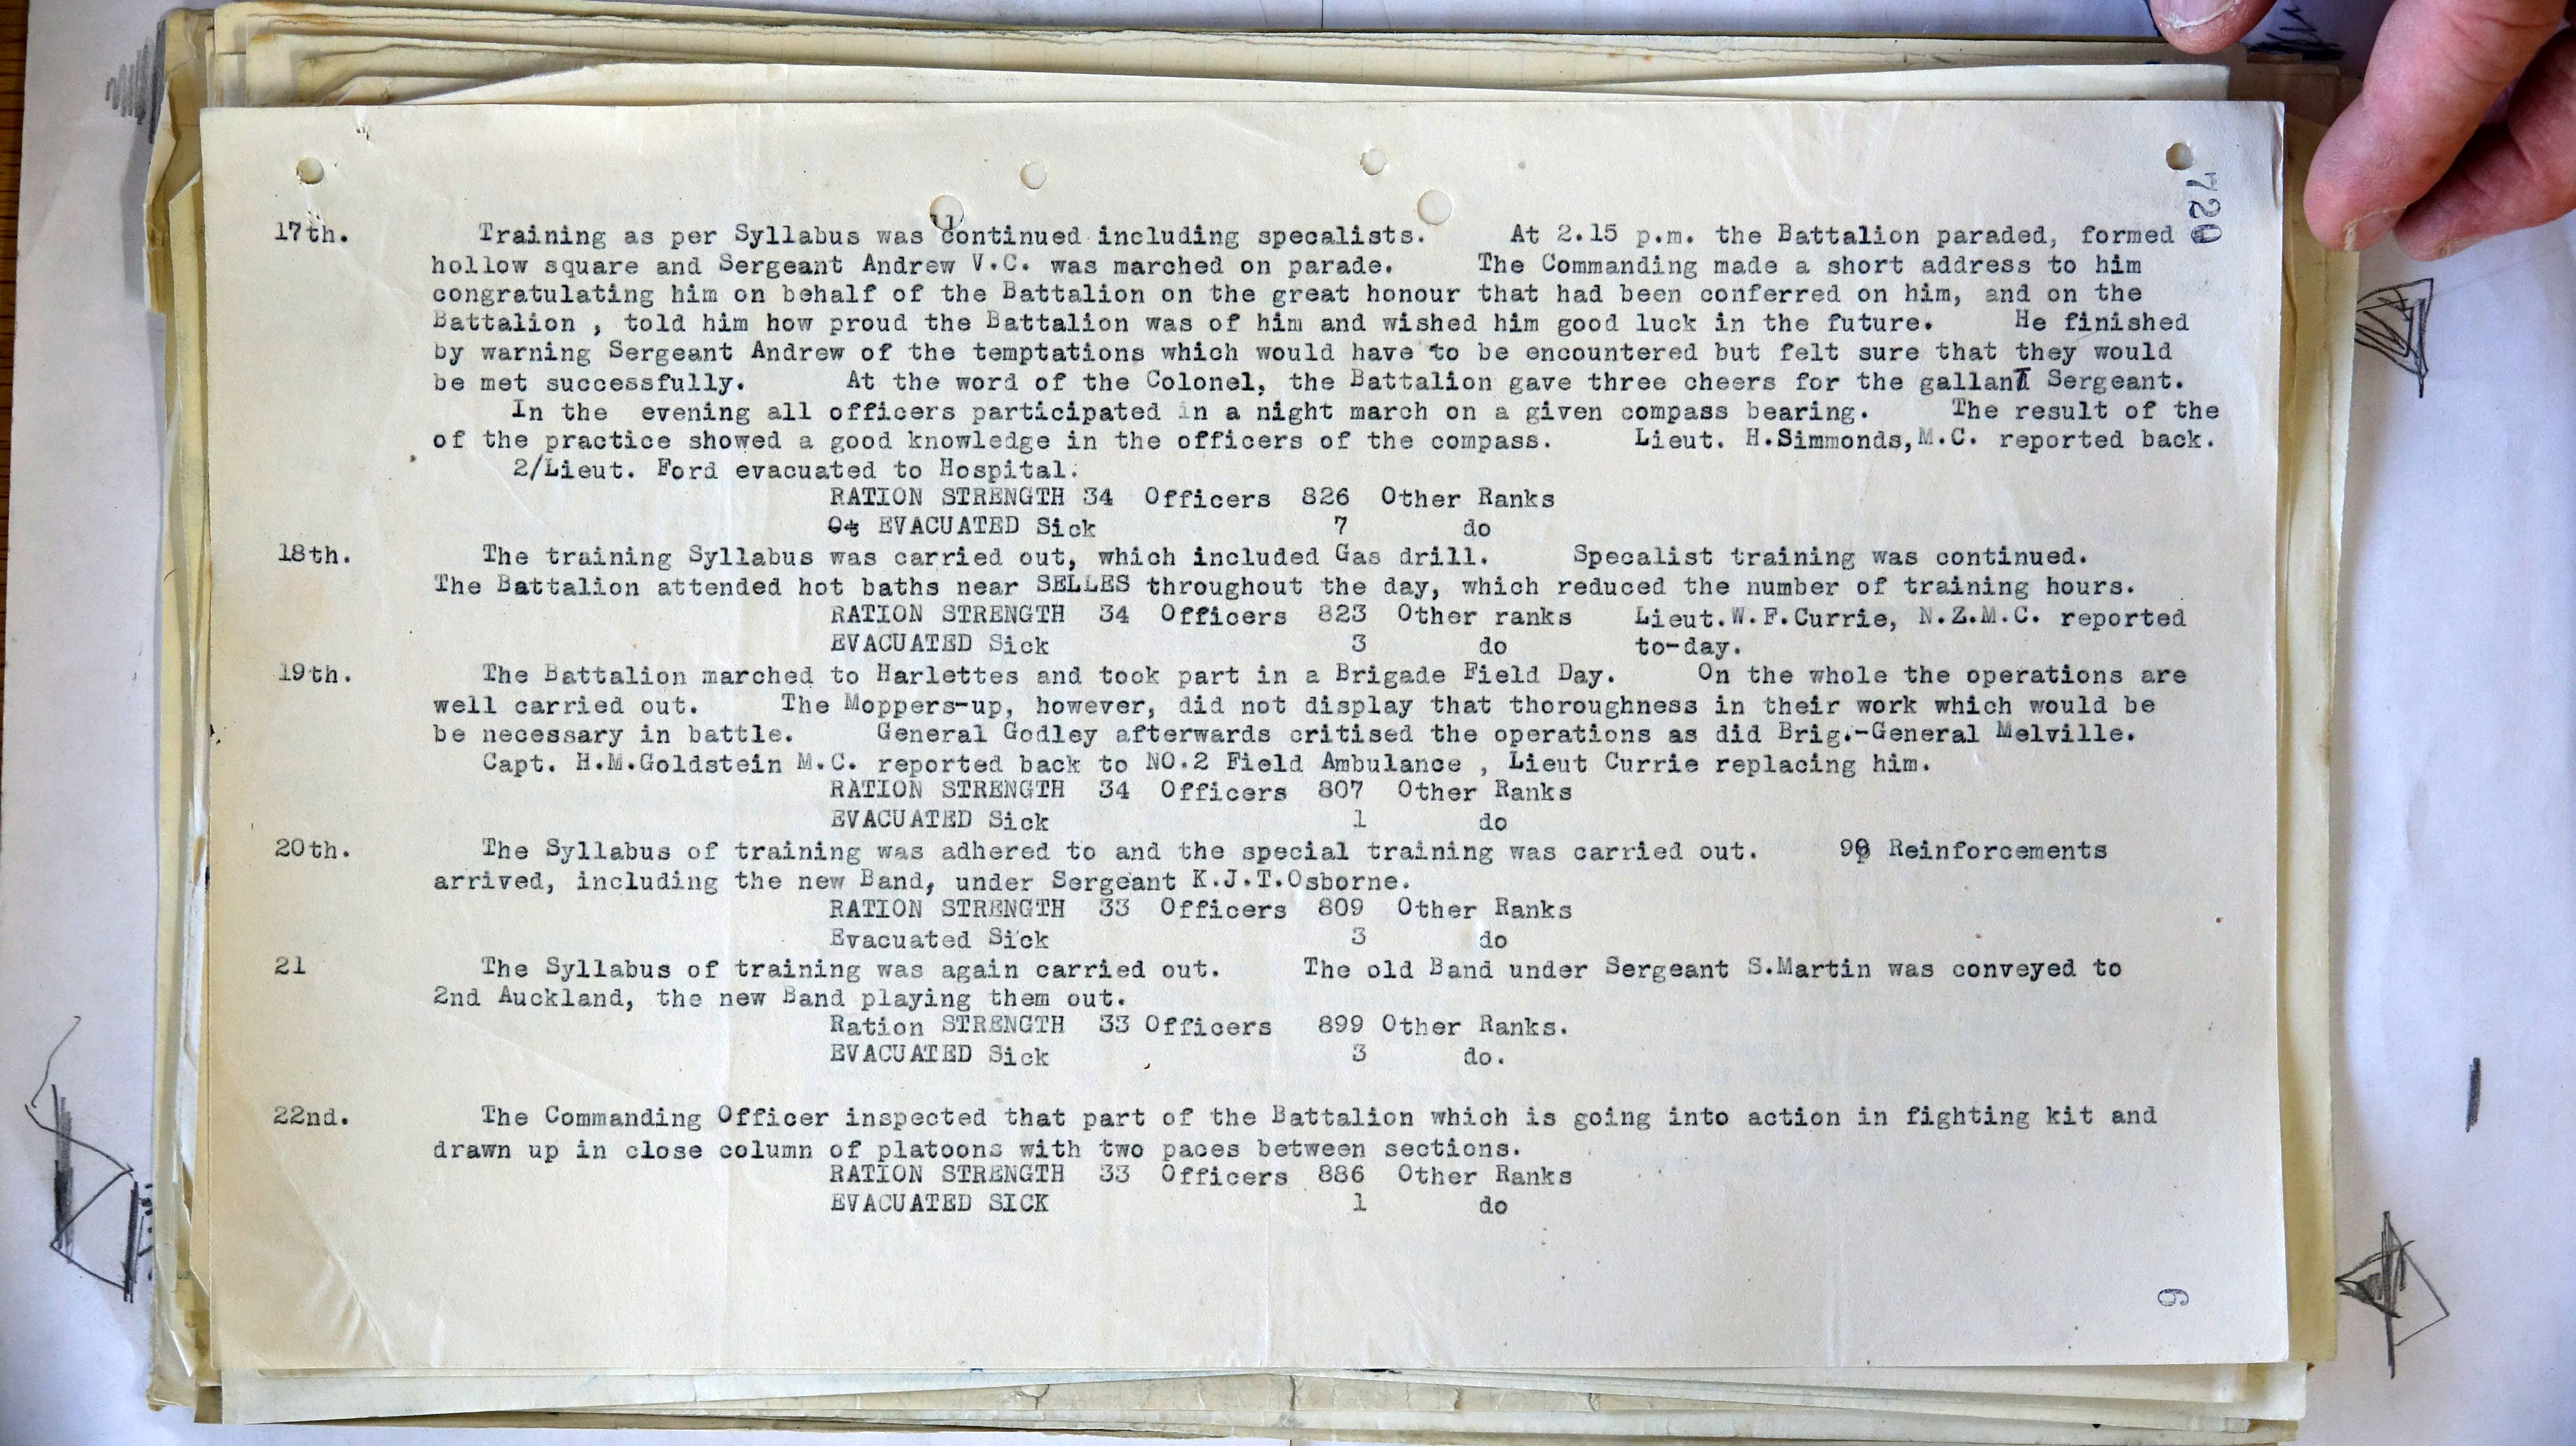 720
17th. Training as per Syllabus was continued including specalists. At 2.15 p.m. the Battalion paraded, formed a
hollow square and Sergeant Andrew V.C. was marched on parade. The Commanding made a short address to him
congratulating him on behalf of the Battalion on the great honour that had been conferred on him, and on the
Battalion , told him how proud the Battalion was of him and wished him good luck in the future. He finished
by warning Sergeant Andrew of the temptations which would have to be encountered but felt sure that they would
be met successfully. At the word of the Colonel, the Battalion gave three cheers for the gallanT Sergeant.
In the evening all officers participated in a night march on a given compass bearing. The result of the
of the practice showed a good knowledge in the officers of the compass. Lieut. H.Simmonds,M.C. reported back.
2/Lieut. Ford evacuated to Hospital.
RATION STRENGTH 34 Officers 826 Other Ranks
Ot EVACUATED Sick 7 do
18th. The training Syllabus was carried out, which included Gas drill. Specalist training was continued.
The Battalion attended hot baths near SELLES throughout the day, which reduced the number of training hours.
RATION STRENGTH 34 Officers 823 Other ranks Lieut.W.F.Currie, N.Z.M.C. reported
EVACUATED Sick 3 do to-day.
19th. The Battalion marched to Harlettes and took part in a Brigade Field Day. On the whole the operations are
well carried out. The Moppers-up, however, did not display that thoroughness in their work which would be
be necessary in battle. General Godley afterwards critised the operations as did Brig.-General Melville.
Capt. H.M.Goldstein M.C. reported back to NO.2 Field Ambulance , Lieut Currie replacing him.
RATION STRENGTH 34 Officers 807 Other Ranks
EVACUATED Sick 1 do
20th. The Syllabus of training was adhered to and the special training was carried out. Reinforcements
arrived, including the new Band, under Sergeant K.J.T.Osborne.
RATION STRENGTH 33 Officers 809 Other Ranks
Evacuated Sick 3 do
21 The Syllabus of training was again carried out. The old Band under Sergeant S.Martin was conveyed to
2nd Auckland, the new Band playing them out.
Ration STRENGTH 33 Officers 899 Other Ranks.
EVACUATED Sick 3 do.
22nd. The Commanding Officer inspected that part of the Battalion which is going into action in fighting kit and
drawn up in close column of platoons with two paces between sections.
RATION STRENGTH 33 Officers 886 Other Ranks
EVACUATED SICK 1 do